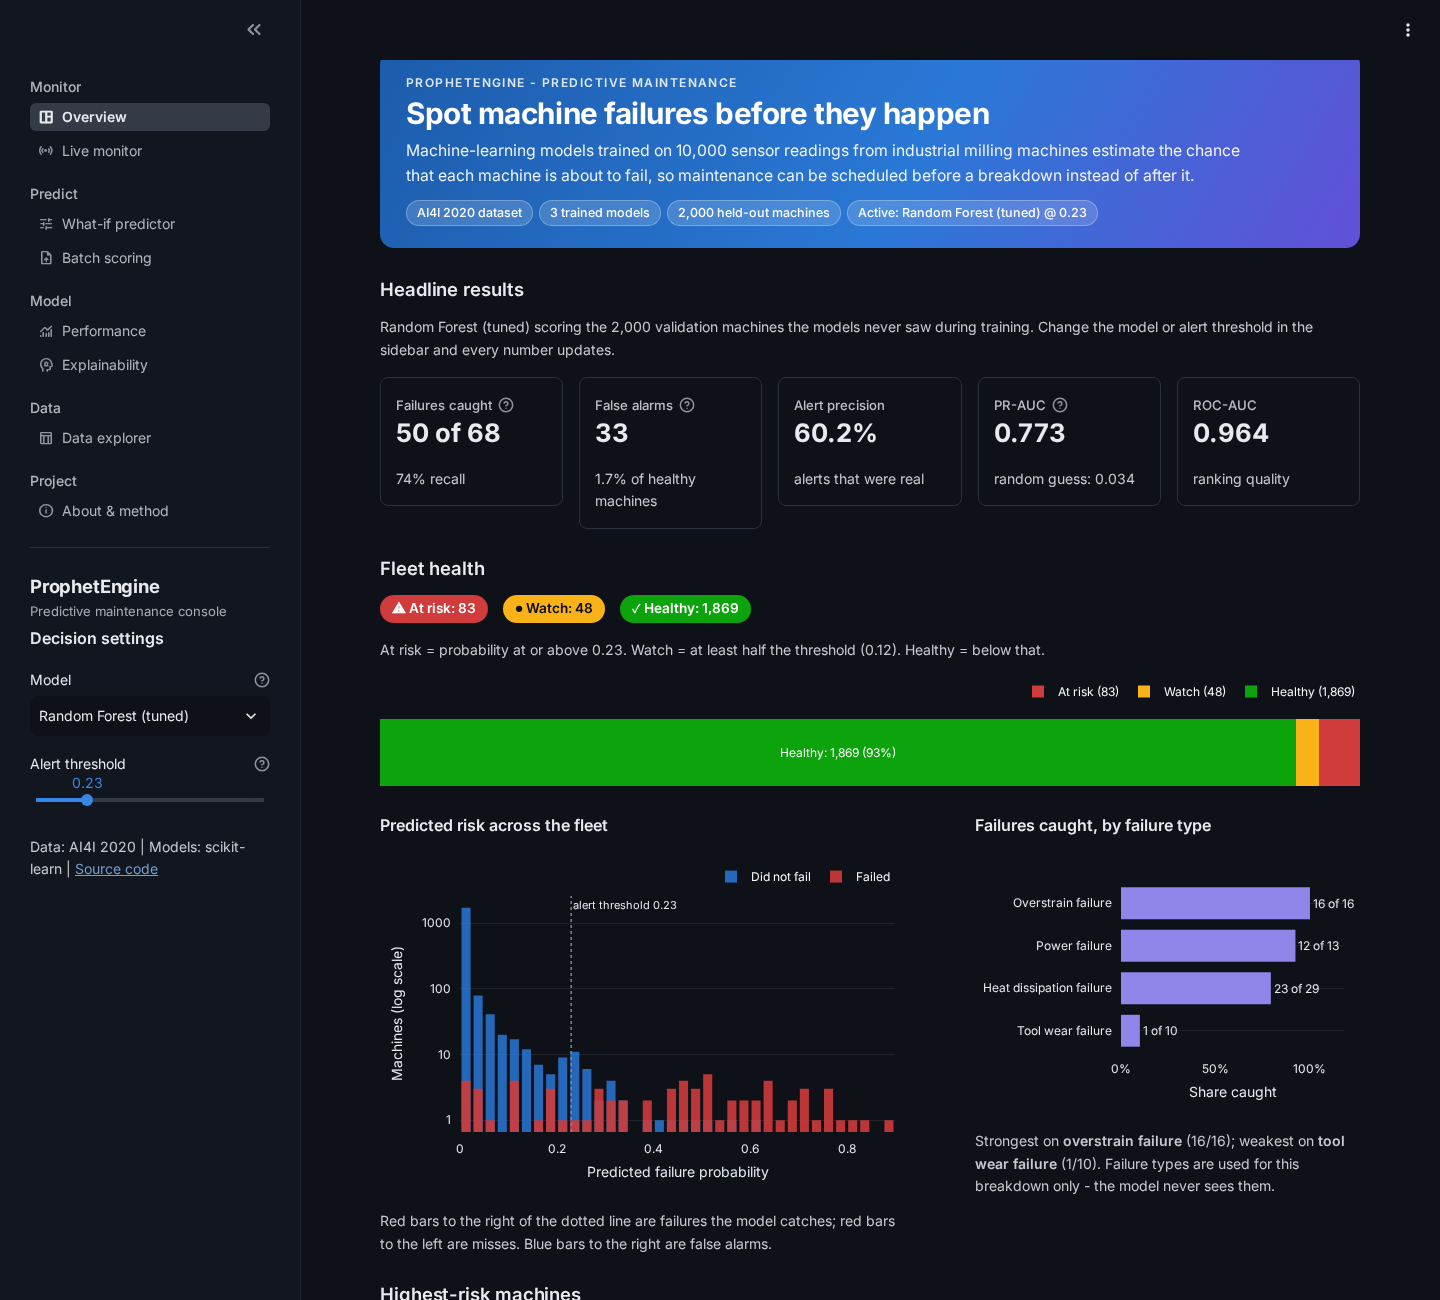 Monitor
Overview
Live monitor
Predict
What-if predictor
Batch scoring
Model
Performance
Explainability
Data
Data explorer
Project
About & method
ProphetEngine
Predictive maintenance console
Decision settings
Model
Random Forest (tuned)
Alert threshold
0.23
Data: AI4I 2020 | Models: scikit-
learn | Source code
PROPHETENGINE - PREDICTIVE MAINTENANCE
Spot machine failures before they happen
Machine-learning models trained on 10,000 sensor readings from industrial milling machines estimate the chance
that each machine is about to fail, so maintenance can be scheduled before a breakdown instead of after it.
AI4I 2020 dataset
3 trained models
2,000 held-out machines
Active: Random Forest (tuned) @ 0.23
Headline results
Random Forest (tuned) scoring the 2,000 validation machines the models never saw during training. Change the model or alert threshold in the
sidebar and every number updates.
Failures caught
50 of 68
74% recall
False alarms
33
1.7% of healthy
machines
Alert precision
60.2%
alerts that were real
PR-AUC
0.773
random guess: 0.034
ROC-AUC
0.964
ranking quality
Fleet health
At risk: 83
Watch: 48
✓ Healthy: 1,869
At risk = probability at or above 0.23. Watch = at least half the threshold (0.12). Healthy = below that.
At risk (83)
Watch (48)
Healthy (1,869)
Healthy: 1,869 (93%)
Predicted risk across the fleet
Did not fail
Failed
alert threshold 0.23
Machines (log scale)
1000
100
10
1
0
0.2
0.4
0.6
0.8
Predicted failure probability
Red bars to the right of the dotted line are failures the model catches; red bars
to the left are misses. Blue bars to the right are false alarms.
Failures caught, by failure type
Overstrain failure
16 of 16
Power failure
12 of 13
Heat dissipation failure
23 of 29
Tool wear failure
1 of 10
0%
50%
100%
Share caught
Strongest on overstrain failure (16/16); weakest on tool
wear failure (1/10). Failure types are used for this
breakdown only - the model never sees them.
Highest-risk machines